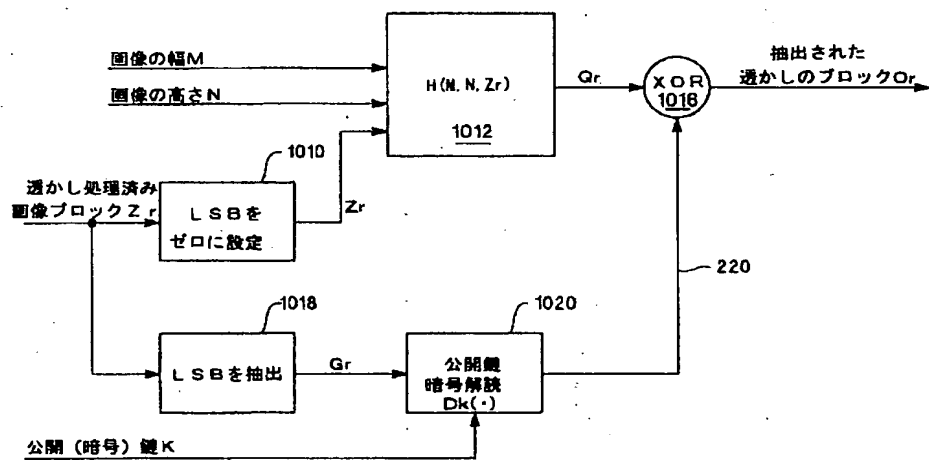 画像の幅M
画像の高さN
H(N, N, Zr)
1012
Qr
XOR
1016
抽出された
透かしのブロックOr
1010
透かし処理済み
画像ブロックZr
LSBを
ゼロに設定
Zr
220
1018
LSBを抽出
Gr
1020
公開鍵
暗号解読
Dk(・)
公開(暗号)鍵K